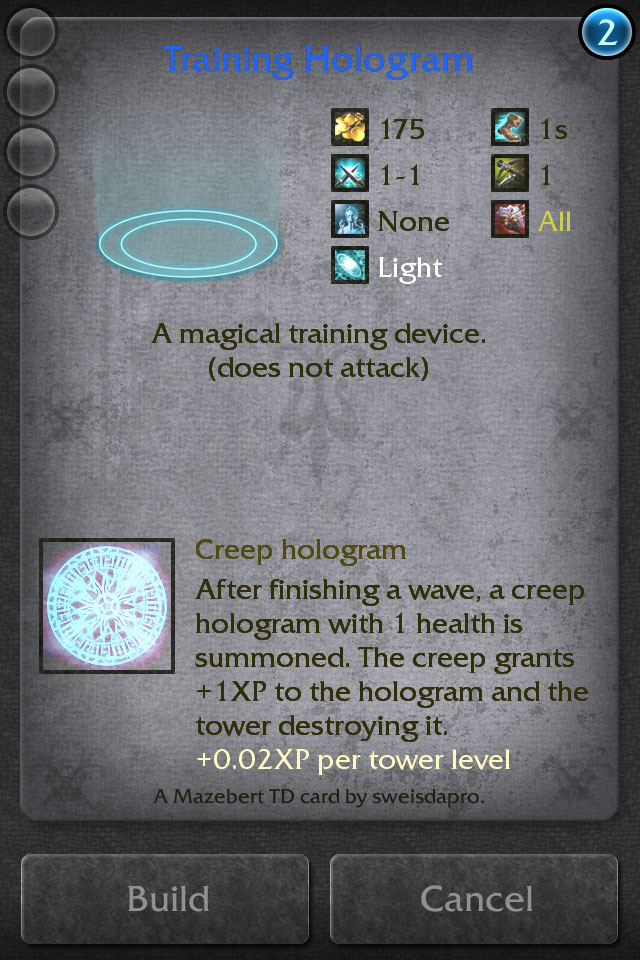 2
Training Hologram
175
1s
1-1
1
None
All
Light
A magical training device.
(does not attack)
Creep hologram
After finishing a wave, a creep
hologram with 1 health is
summoned. The creep grants
+1XP to the hologram and the
tower destroying it.
+0.02XP per tower level
A Mazebert TD card by sweisdapro.
Build
Cancel